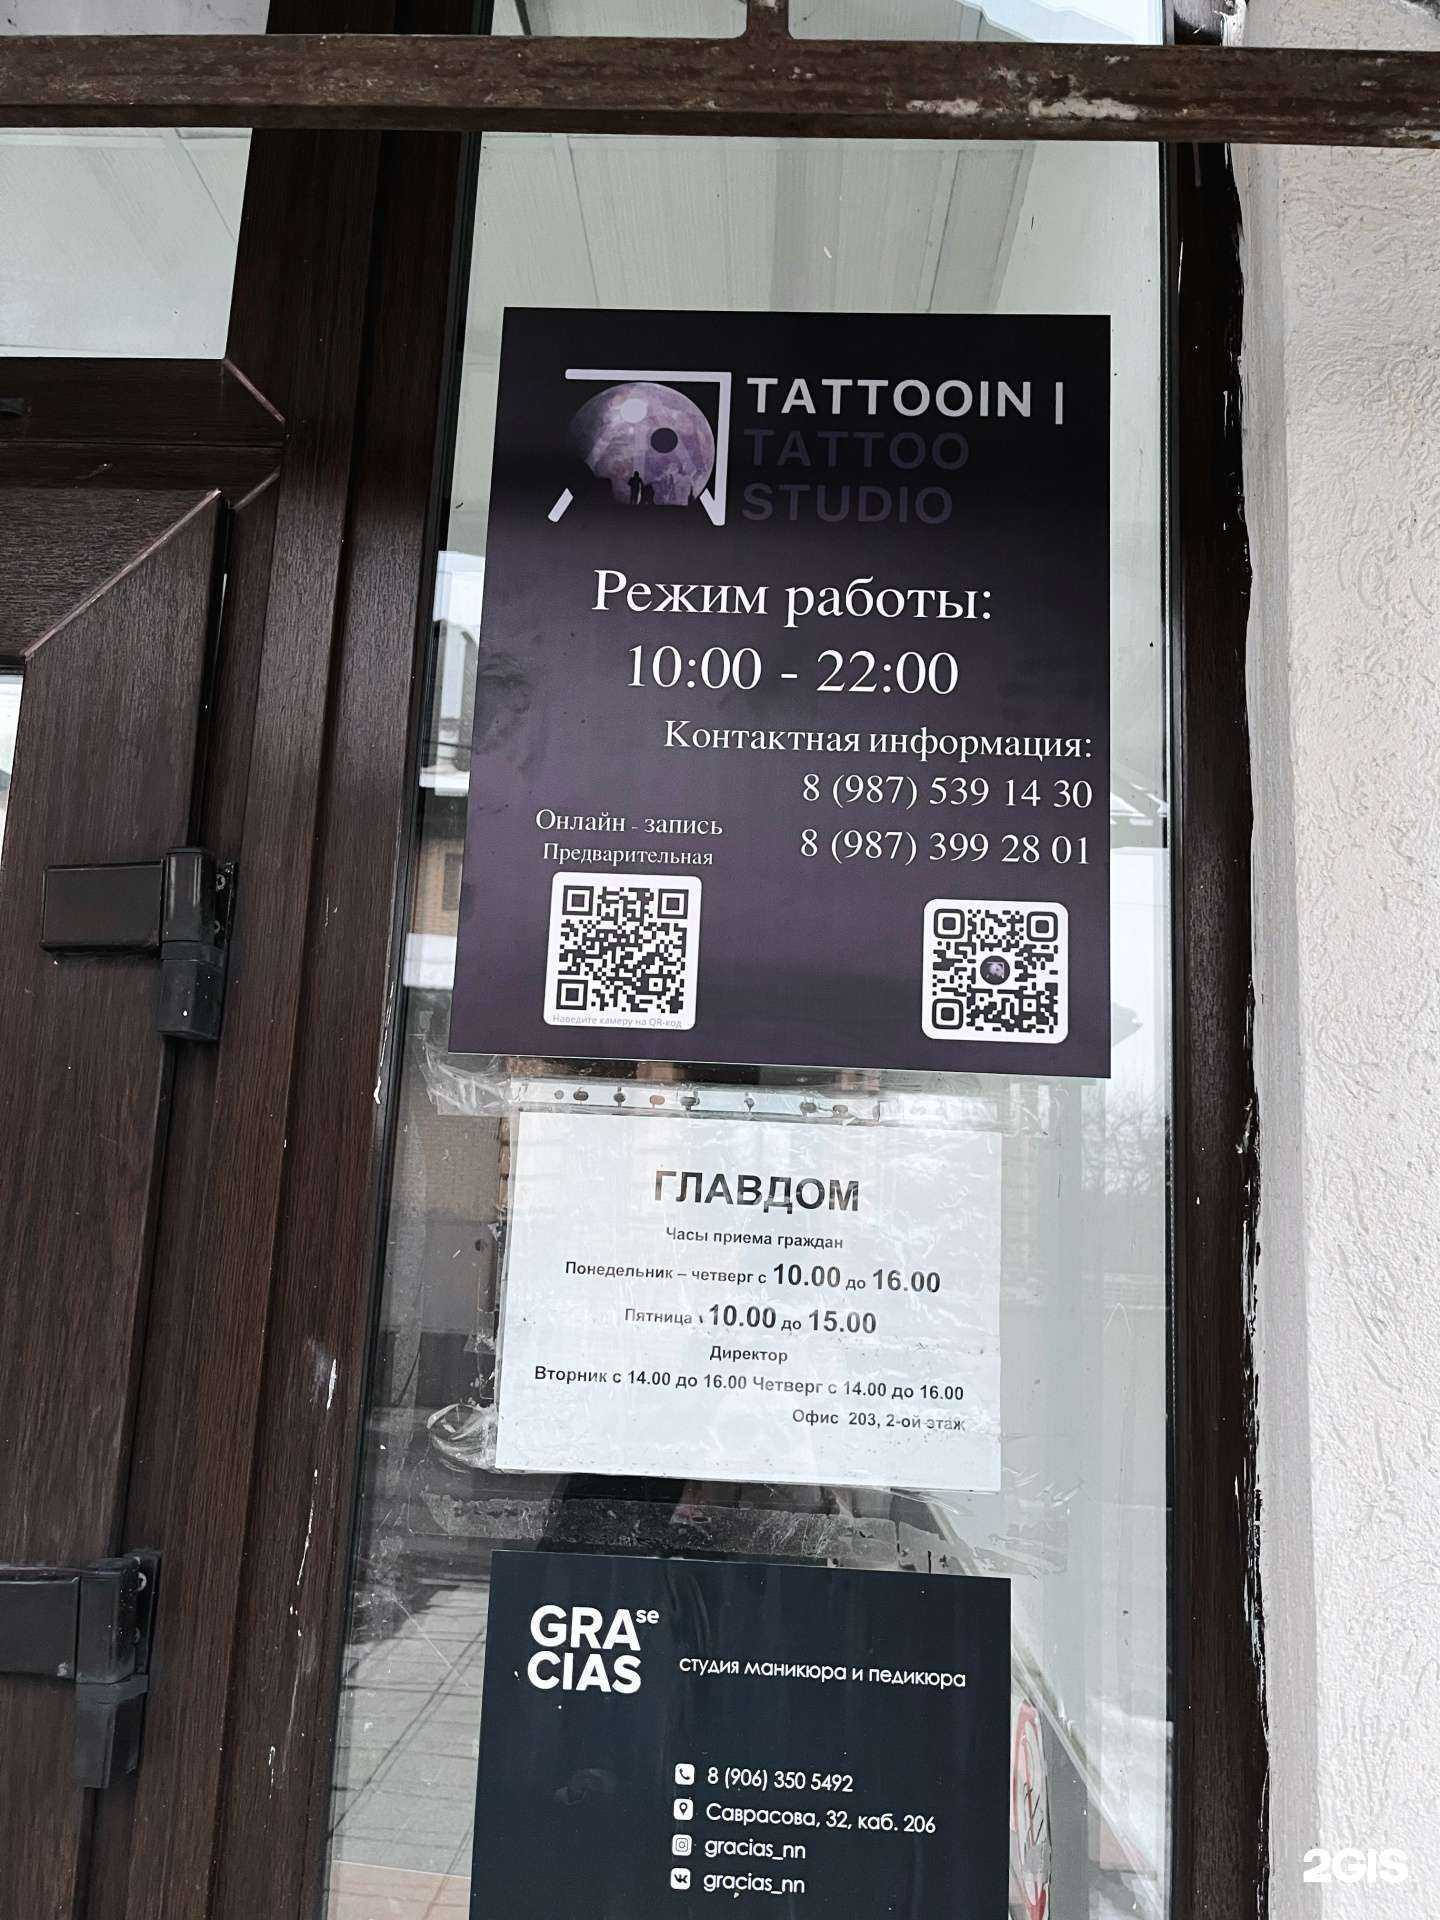 TATTOOIN |
TATTOO
STUDIO
Режим работы:
10:00 - 22:00
Контактная информация:
8 (987) 539 14 30
8 (987) 399 28 01
Онлайн - запись
Предварительная
Наведите камеру на QR-код
ГЛАВДОМ
Часы приема граждан
Понедельник – четверг с 10.00 до 16.00
Пятница 10.00 до 15.00
Директор
Вторник с 14.00 до 16.00 Четверг с 14.00 до 16.00
Офис 203, 2-ой этаж
GRA se
CIAS
студия маникюра и педикюра
8 (906) 350 5492
Саврасова, 32, каб. 206
gracias_nn
gracias_nn
2GIS